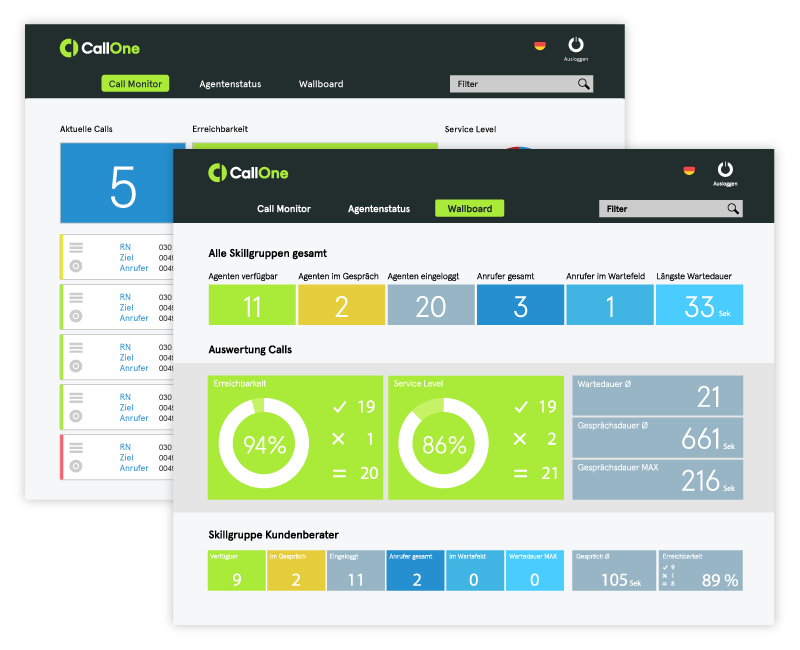 CallOne
Ausloggen
Call Monitor Agentenstatus Wallboard Filter
Aktuelle Calls Erreichbarkeit Service Level
5
RN 030
Ziel 004
Anrufer 004
RN 030
Ziel 004
Anrufer 004
RN 030
Ziel 004
Anrufer 004
RN 030
Ziel 004
Anrufer 004
RN 030
Ziel 004
Anrufer 004
CallOne
Ausloggen
Call Monitor Agentenstatus Wallboard Filter
Alle Skillgruppen gesamt
Agenten verfügbar Agenten im Gespräch Agenten eingeloggt Anrufer gesamt Anrufer im Wartefeld Längste Wartedauer
11 2 20 3 1 33 Sek
Auswertung Calls
Erreichbarkeit Service Level Wartedauer Ø
94% ✓ 19 × 1 = 20
86% ✓ 19 × 2 = 21
21
Gesprächsdauer Ø
661 Sek
Gesprächsdauer MAX
216 Sek
Skillgruppe Kundenberater
Verfügbar Im Gespräch Eingeloggt Anrufer gesamt Im Wartefeld Wartedauer MAX Gespräch Ø Erreichbarkeit
9 2 11 2 0 0 105 Sek ✓ 9 × 1 = 8 89 %